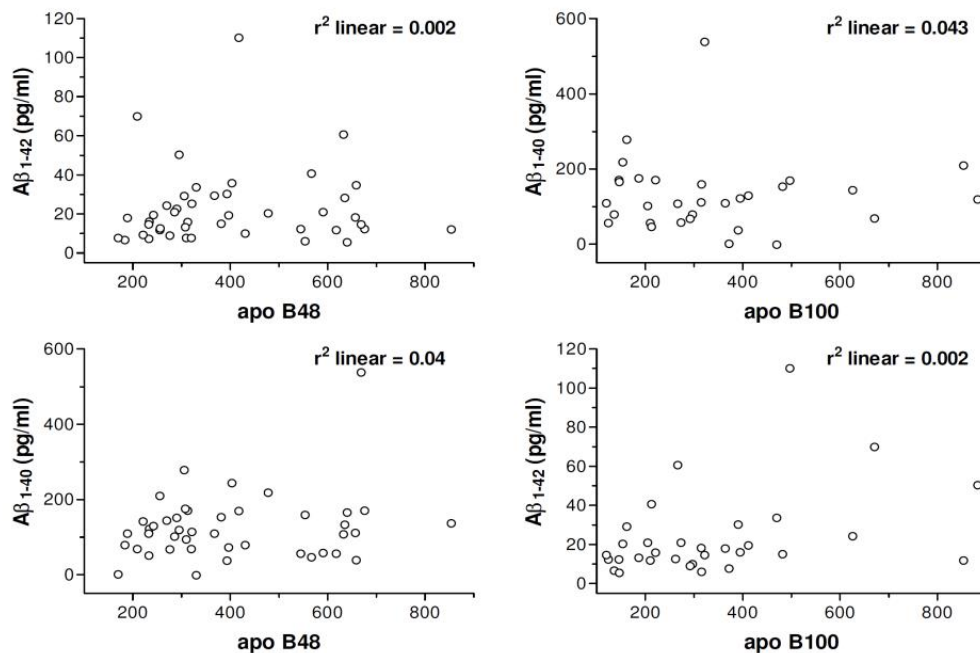 r² linear = 0.002
Aβ₁₋₄₂ (pg/ml)
120
100
80
60
40
20
0
200 400 600 800
apo B48
r² linear = 0.043
Aβ₁₋₄₀ (pg/ml)
600
400
200
0
200 400 600 800
apo B100
r² linear = 0.04
Aβ₁₋₄₀ (pg/ml)
600
400
200
0
200 400 600 800
apo B48
r² linear = 0.002
Aβ₁₋₄₂ (pg/ml)
120
100
80
60
40
20
0
200 400 600 800
apo B100